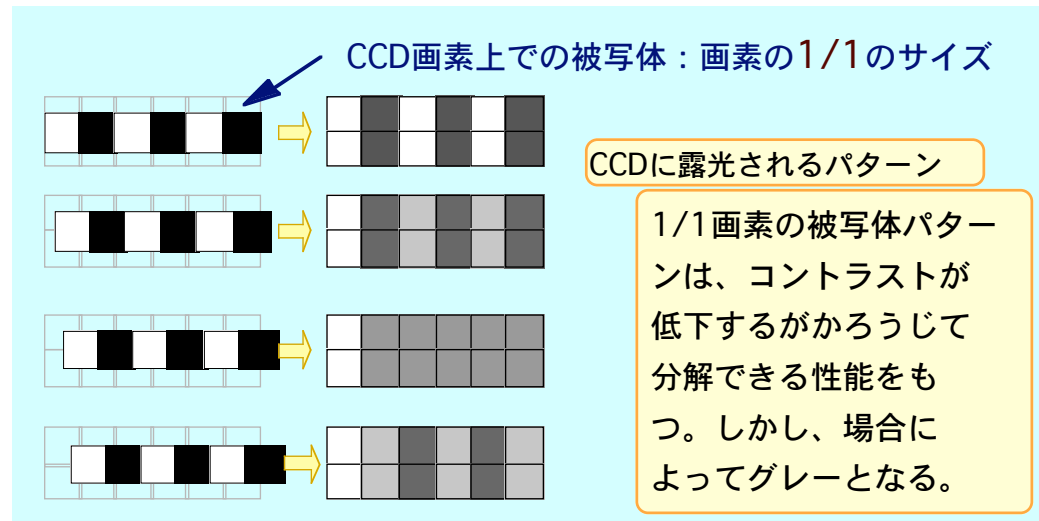 CCD画素上での被写体：画素の1/1のサイズ
CCDに露光されるパターン
1/1画素の被写体パター
ンは、コントラストが
低下するがかろうじて
分解できる性能をも
つ。しかし、場合に
よってグレーとなる。